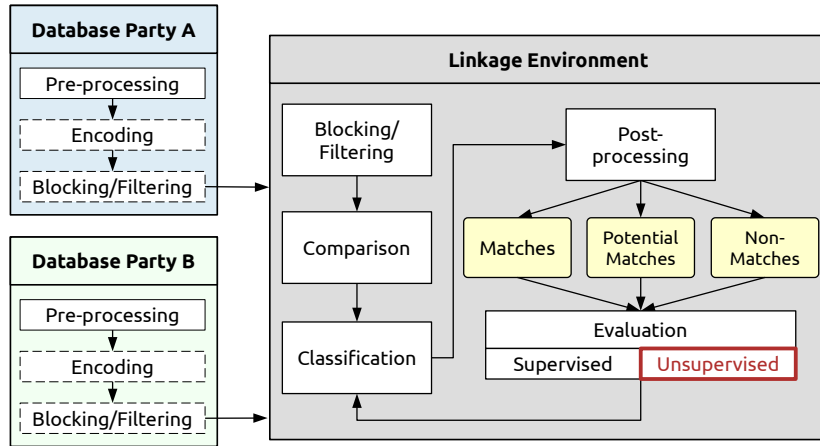 Database Party A
Pre-processing
Encoding
Blocking/Filtering
Database Party B
Pre-processing
Encoding
Blocking/Filtering
Linkage Environment
Blocking/
Filtering
Comparison
Classification
Post-
processing
Matches
Potential
Matches
Non-
Matches
Evaluation
Supervised
Unsupervised